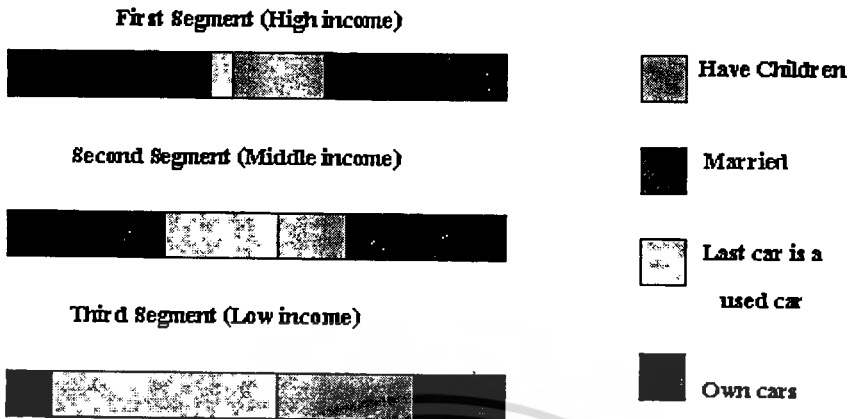 First Segment (High income)
Have Children
Second Segment (Middle income)
Married
Last car is a
used car
Third Segment (Low income)
Own cars